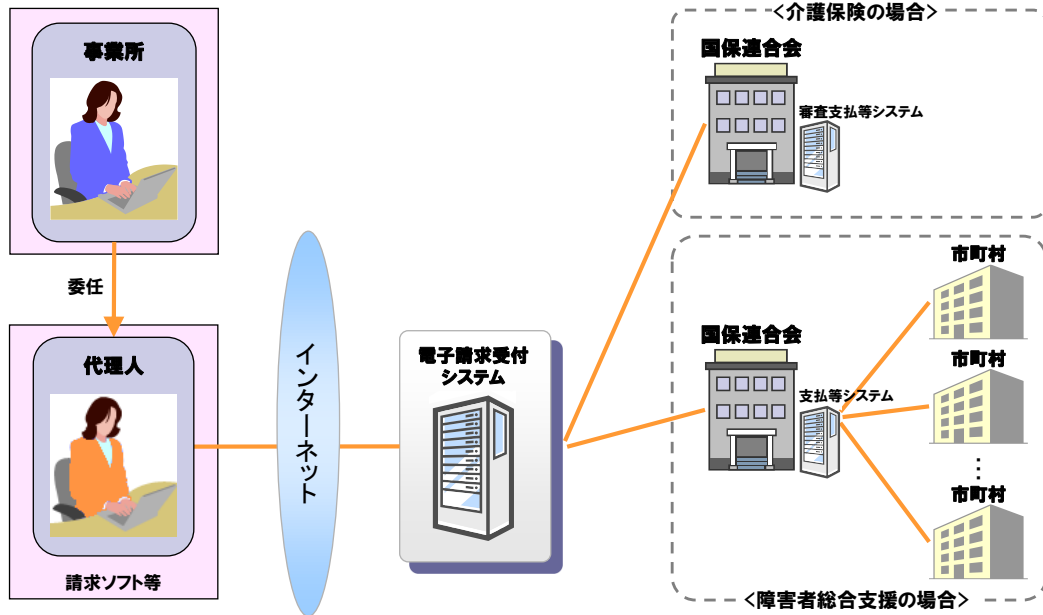 事業所
委任
代理人
請求ソフト等
インターネット
電子請求受付
システム
<介護保険の場合>
国保連合会
審査支払等システム
国保連合会
支払等システム
市町村
市町村
⋮
市町村
<障害者総合支援の場合>